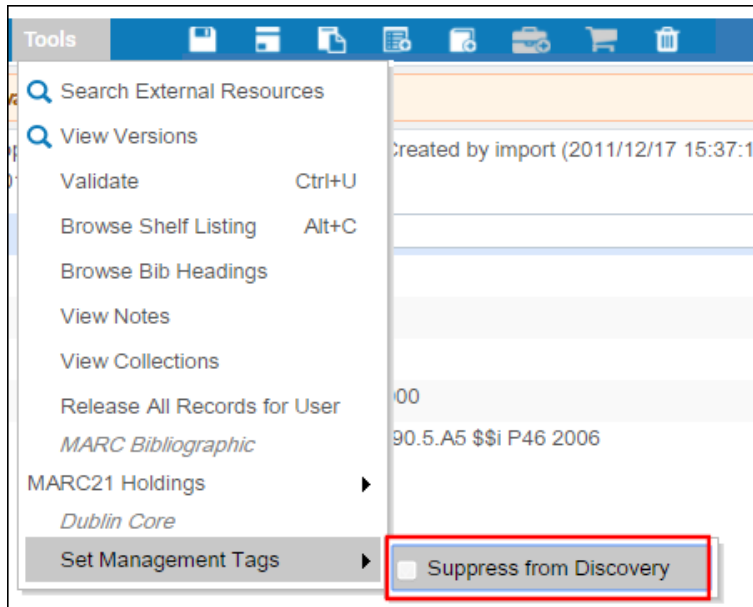 Tools
Search External Resources
View Versions
Created by import (2011/12/17 15:37:1
Validate Ctrl+U
Browse Shelf Listing Alt+C
Browse Bib Headings
View Notes
View Collections
Release All Records for User
MARC Bibliographic
90.5.A5 $$i P46 2006
MARC21 Holdings
Dublin Core
Set Management Tags
Suppress from Discovery